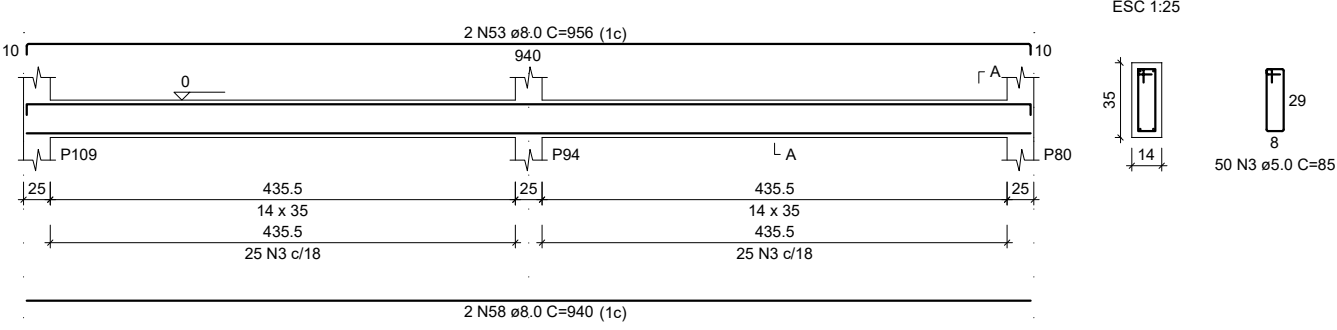 ESC 1:25
2 N53 ø8.0 C=956 (1c)
10
940
10
A
0
35
29
P109
P94
A
P80
8
14
50 N3 ø5.0 C=85
25
435.5
25
435.5
25
14 x 35
14 x 35
435.5
435.5
25 N3 c/18
25 N3 c/18
2 N58 ø8.0 C=940 (1c)